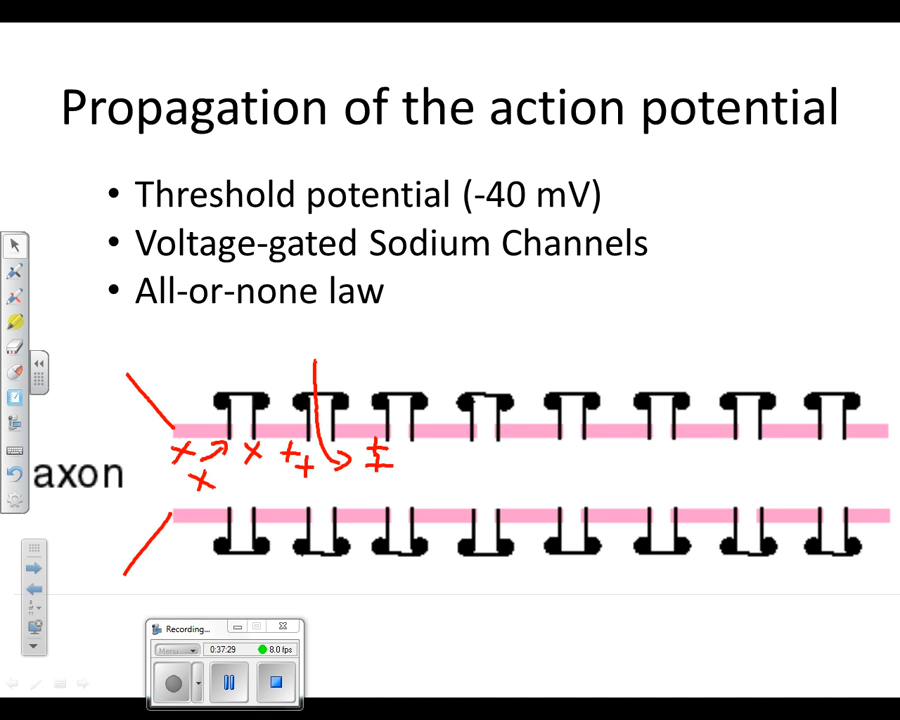 Propagation of the action potential
• Threshold potential (-40 mV)
• Voltage-gated Sodium Channels
• All-or-none law
+ + + + + + +
axon
Recording...
Menu
0:37:29
8.0 fps